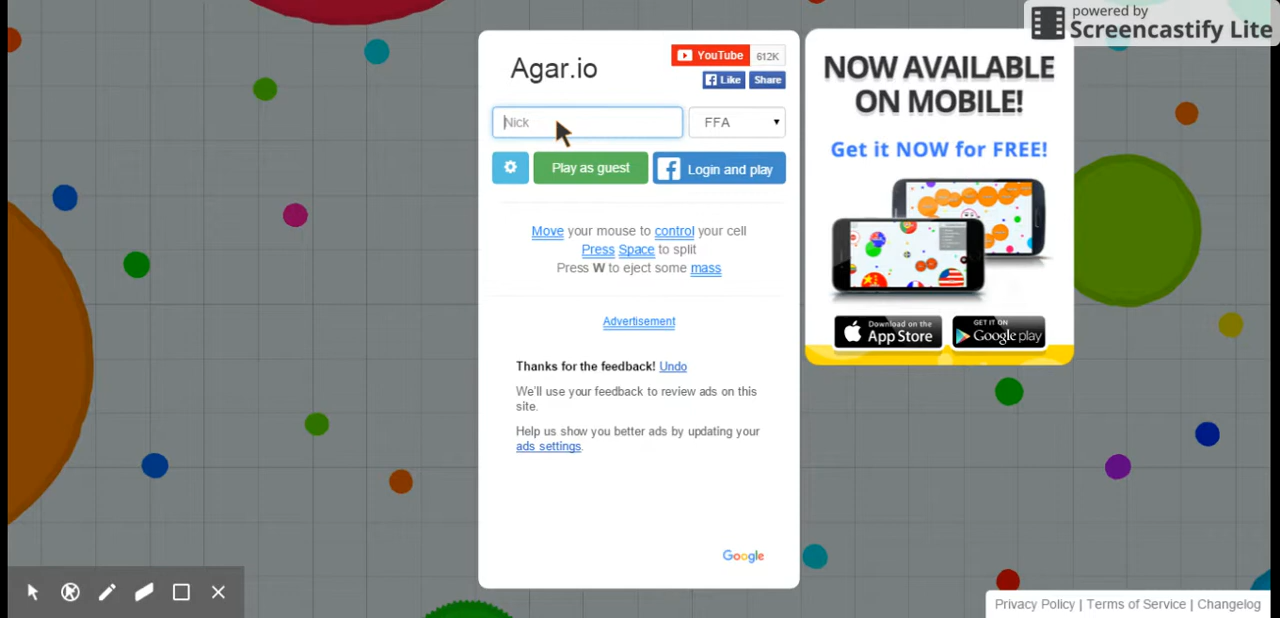 powered by
Screencastify Lite
Agar.io
YouTube 612K
Like Share
Nick
FFA
Play as guest
Login and play
Move your mouse to control your cell
Press Space to split
Press W to eject some mass
Advertisement
Thanks for the feedback! Undo
We'll use your feedback to review ads on this
site.
Help us show you better ads by updating your
ads settings.
Google
NOW AVAILABLE
ON MOBILE!
Get it NOW for FREE!
Download on the
App Store
GET IT ON
Google play
Privacy Policy | Terms of Service | Changelog